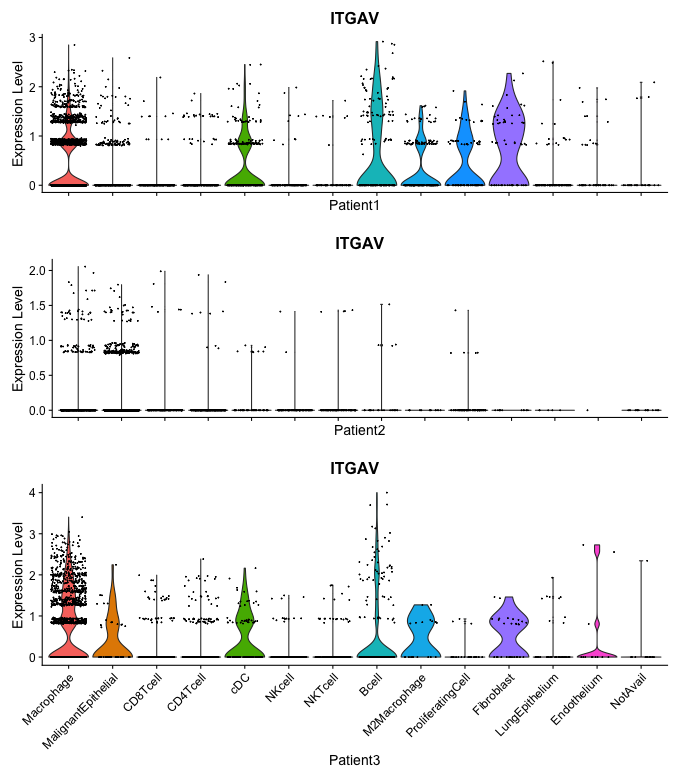 ITGAV
Expression Level
3
2
1
0
Patient1
ITGAV
Expression Level
2.0
1.5
1.0
0.5
0.0
Patient2
ITGAV
Expression Level
4
3
2
1
0
Macrophage
MalignantEpithelial
CD8Tcell
CD4Tcell
cDC
NKcell
NKTcell
Bcell
M2Macrophage
ProliferatingCell
Fibroblast
LungEpithelium
Endothelium
NotAvail
Patient3